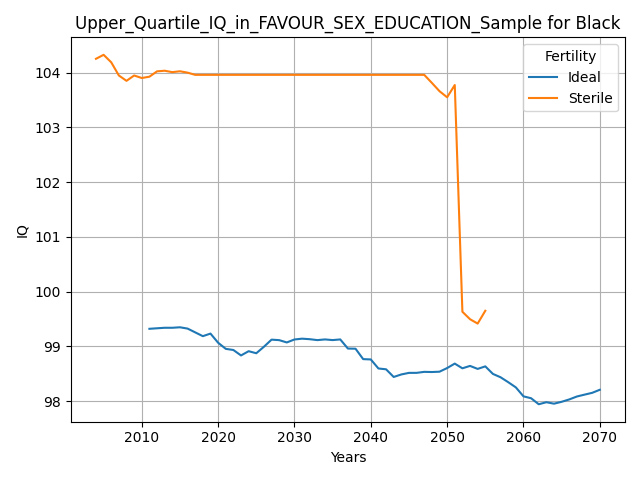 Upper_Quartile_IQ_in_FAVOUR_SEX_EDUCATION_Sample for Black
Fertility
Ideal
Sterile
104
103
102
101
100
99
98
IQ
2010 2020 2030 2040 2050 2060 2070
Years